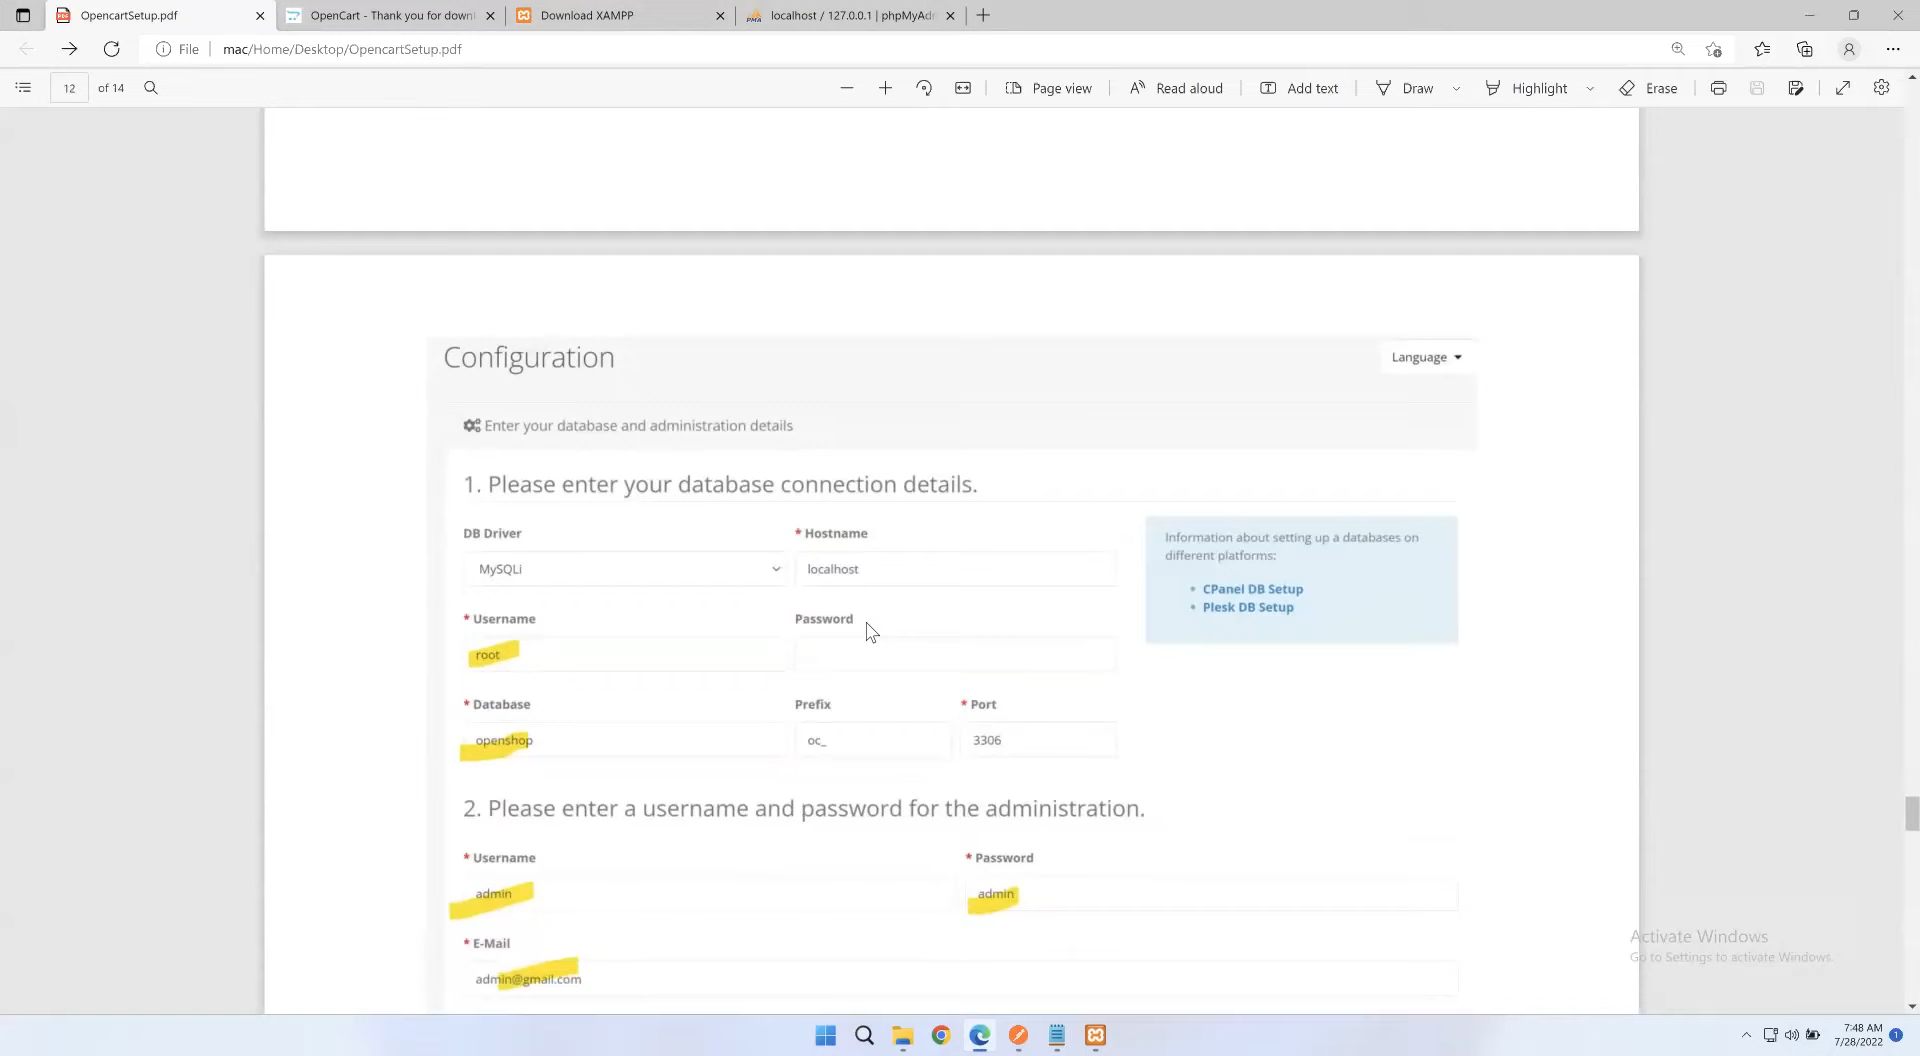 OpencartSetup.pdf
OpenCart - Thank you for down
Download XAMPP
localhost / 127.0.0.1 | phpMyAdr
File
mac/Home/Desktop/OpencartSetup.pdf
12 of 14
Page view
Read aloud
Add text
Draw
Highlight
Erase
Configuration
Language
Enter your database and administration details
1. Please enter your database connection details.
DB Driver
* Hostname
MySQLi
localhost
Information about setting up a databases on
different platforms:
• CPanel DB Setup
• Plesk DB Setup
* Username
Password
root
* Database
Prefix
* Port
openshop
oc_
3306
2. Please enter a username and password for the administration.
* Username
* Password
admin
admin
* E-Mail
admin@gmail.com
Activate Windows
Go to Settings to activate Windows.
7:48 AM
7/28/2022
1